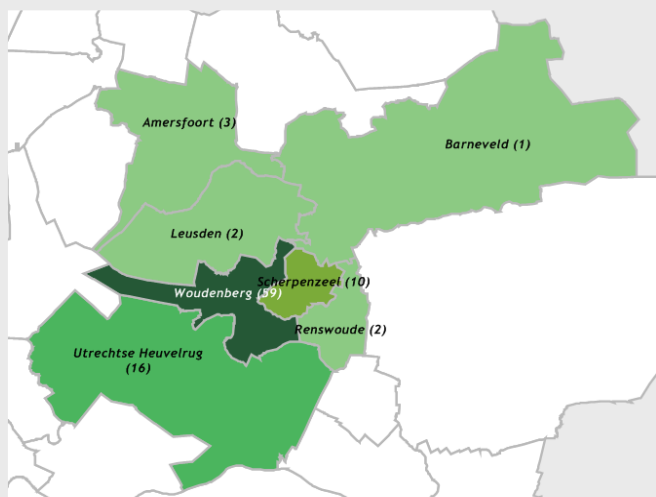 Amersfoort (3)
Barneveld (1)
Leusden (2)
Scherpenzeel (10)
Woudenberg (59)
Renswoude (2)
Utrechtse Heuvelrug
(16)